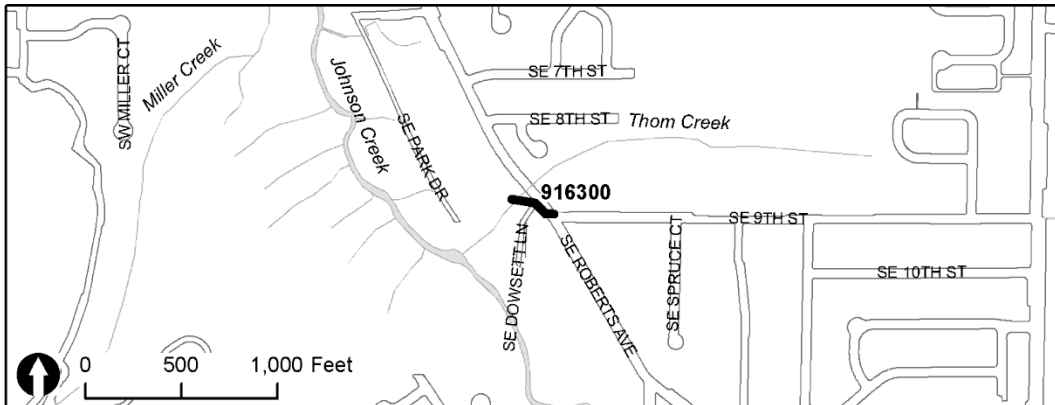 SW MILLER CT
Miller Creek
Johnson Creek
SE PARK DR
SE 7TH ST
SE 8TH ST
Thom Creek
916300
SE 9TH ST
SE DOWSETT LN
SE ROBERTS AVE
SE SPRUCE CT
SE 10TH ST
0 500 1,000 Feet